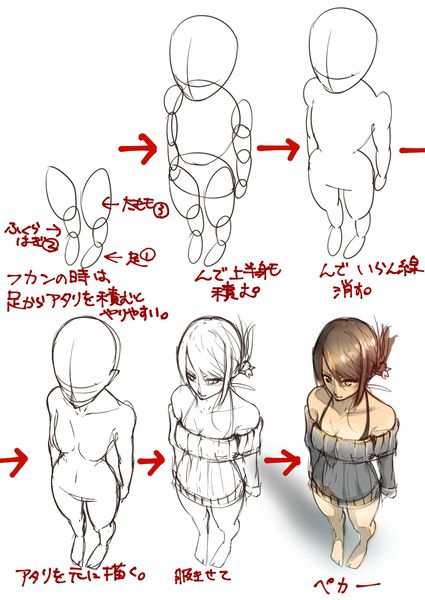 たもも③
ふくらはぎ②
足①
フカンの時は
足からアタリを積むと
やりやすい。
んで上半身も
積む。
んで いらん線
消す。
アタリを元に描く。
服きせて
ペカー